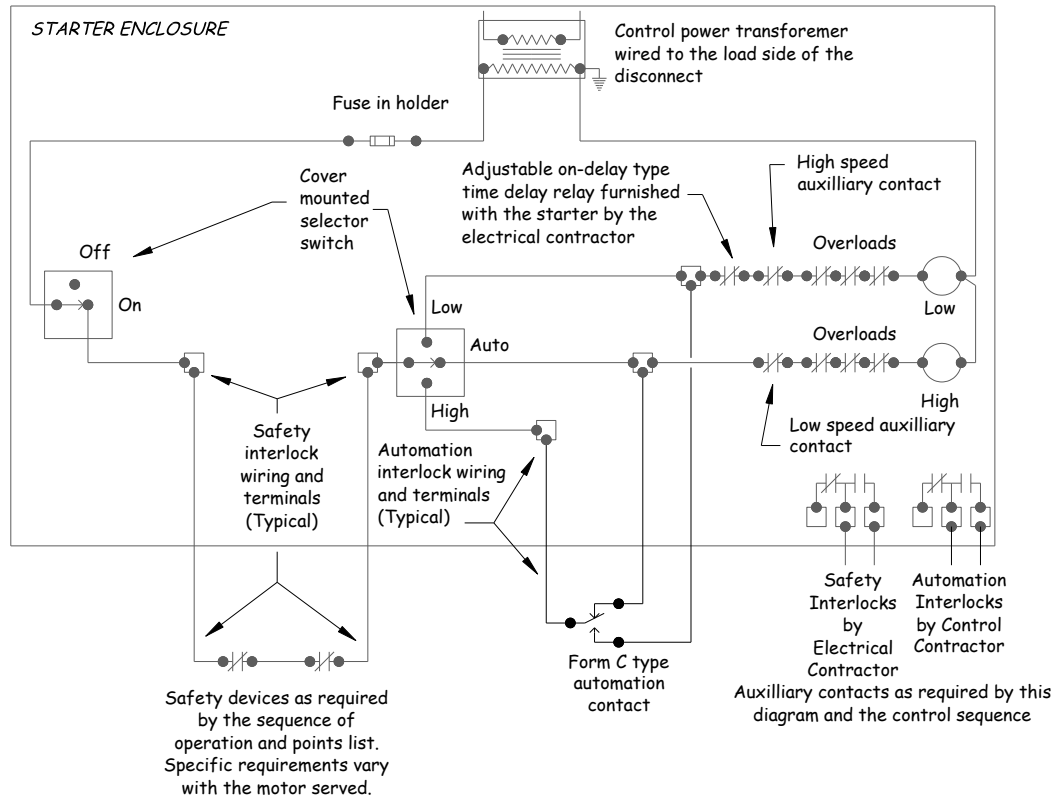 STARTER ENCLOSURE
Control power transforemer
wired to the load side of the
disconnect
Fuse in holder
Cover
mounted
selector
switch
Adjustable on-delay type
time delay relay furnished
with the starter by the
electrical contractor
High speed
auxilliary contact
Off
On
Overloads
Low
Low
Auto
Overloads
High
High
Low speed auxilliary
contact
Safety
interlock
wiring and
terminals
(Typical)
Automation
interlock wiring
and terminals
(Typical)
Safety
Interlocks
by
Electrical
Contractor
Automation
Interlocks
by Control
Contractor
Form C type
automation
contact
Auxilliary contacts as required by this
diagram and the control sequence
Safety devices as required
by the sequence of
operation and points list.
Specific requirements vary
with the motor served.